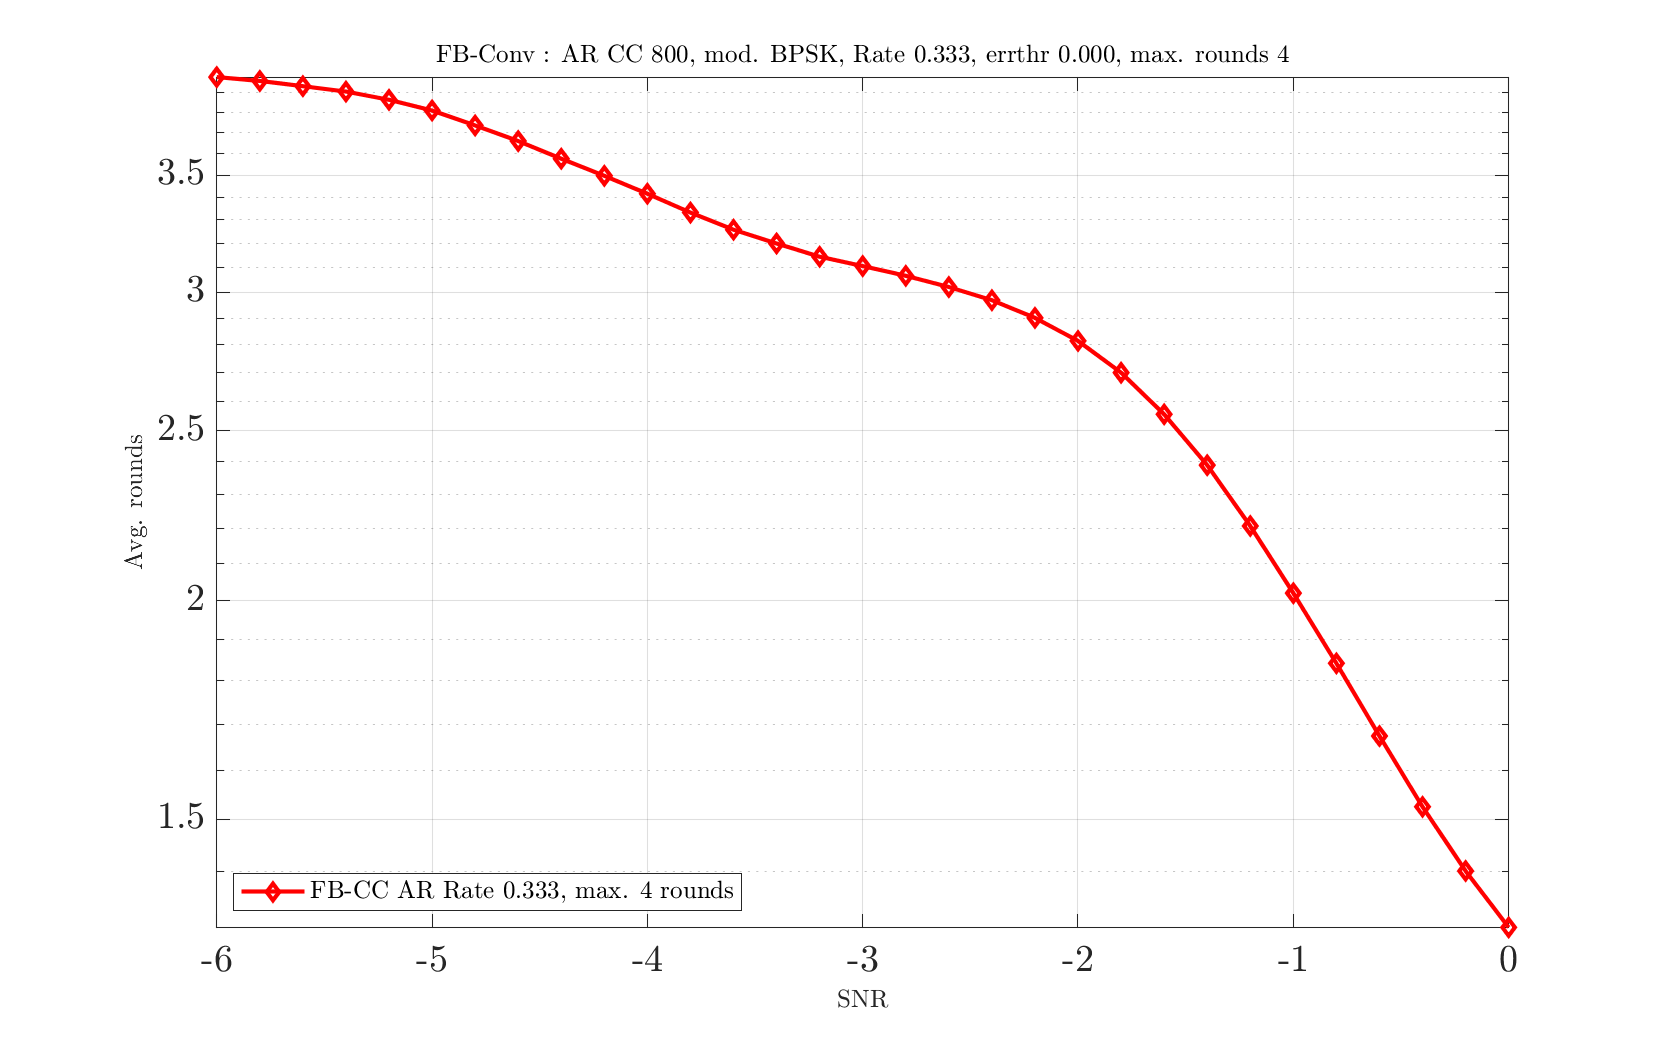 FB-Conv : AR CC 800, mod. BPSK, Rate 0.333, errthr 0.000, max. rounds 4
3.5
3
2.5
2
1.5
Avg. rounds
FB-CC AR Rate 0.333, max. 4 rounds
-6 -5 -4 -3 -2 -1 0
SNR